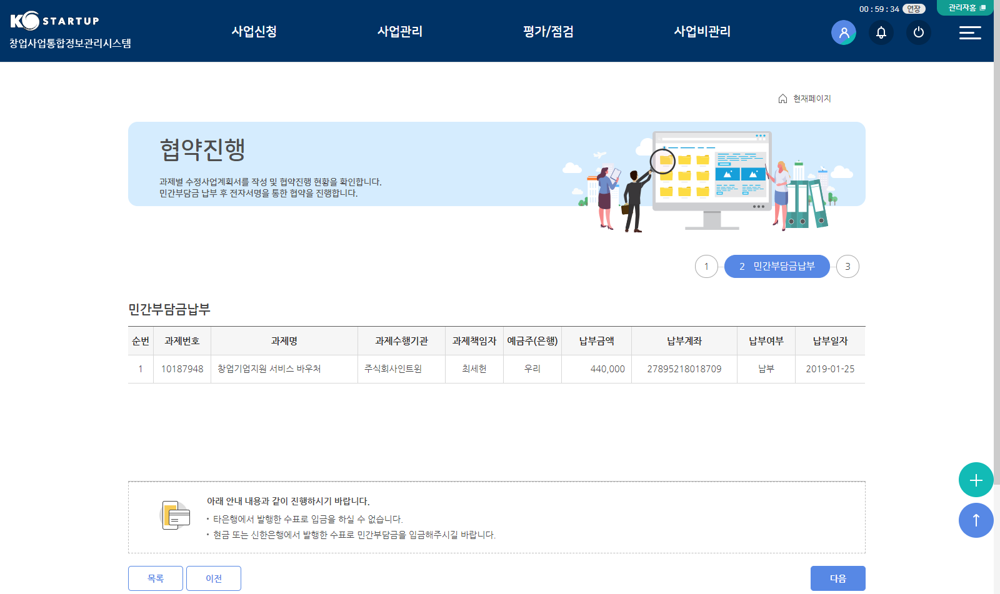 00 : 59 : 34 연장 관리자홈
KO STARTUP
창업사업통합정보관리시스템
사업신청 사업관리 평가/점검 사업비관리
현재페이지
협약진행
과제별 수정사업계획서를 작성 및 협약진행 현황을 확인합니다.
민간부담금 납부 후 전자서명을 통한 협약을 진행합니다.
1 2 민간부담금납부 3
민간부담금납부
순번 과제번호 과제명 과제수행기관 과제책임자 예금주(은행) 납부금액 납부계좌 납부여부 납부일자
1 10187948 창업기업지원 서비스 바우처 주식회사인트윈 최세헌 우리 440,000 27895218018709 납부 2019-01-25
아래 안내 내용과 같이 진행하시기 바랍니다.
• 타은행에서 발행한 수표로 입금을 하실 수 없습니다.
• 현금 또는 신한은행에서 발행한 수표로 민간부담금을 입금해주시길 바랍니다.
목록 이전 다음